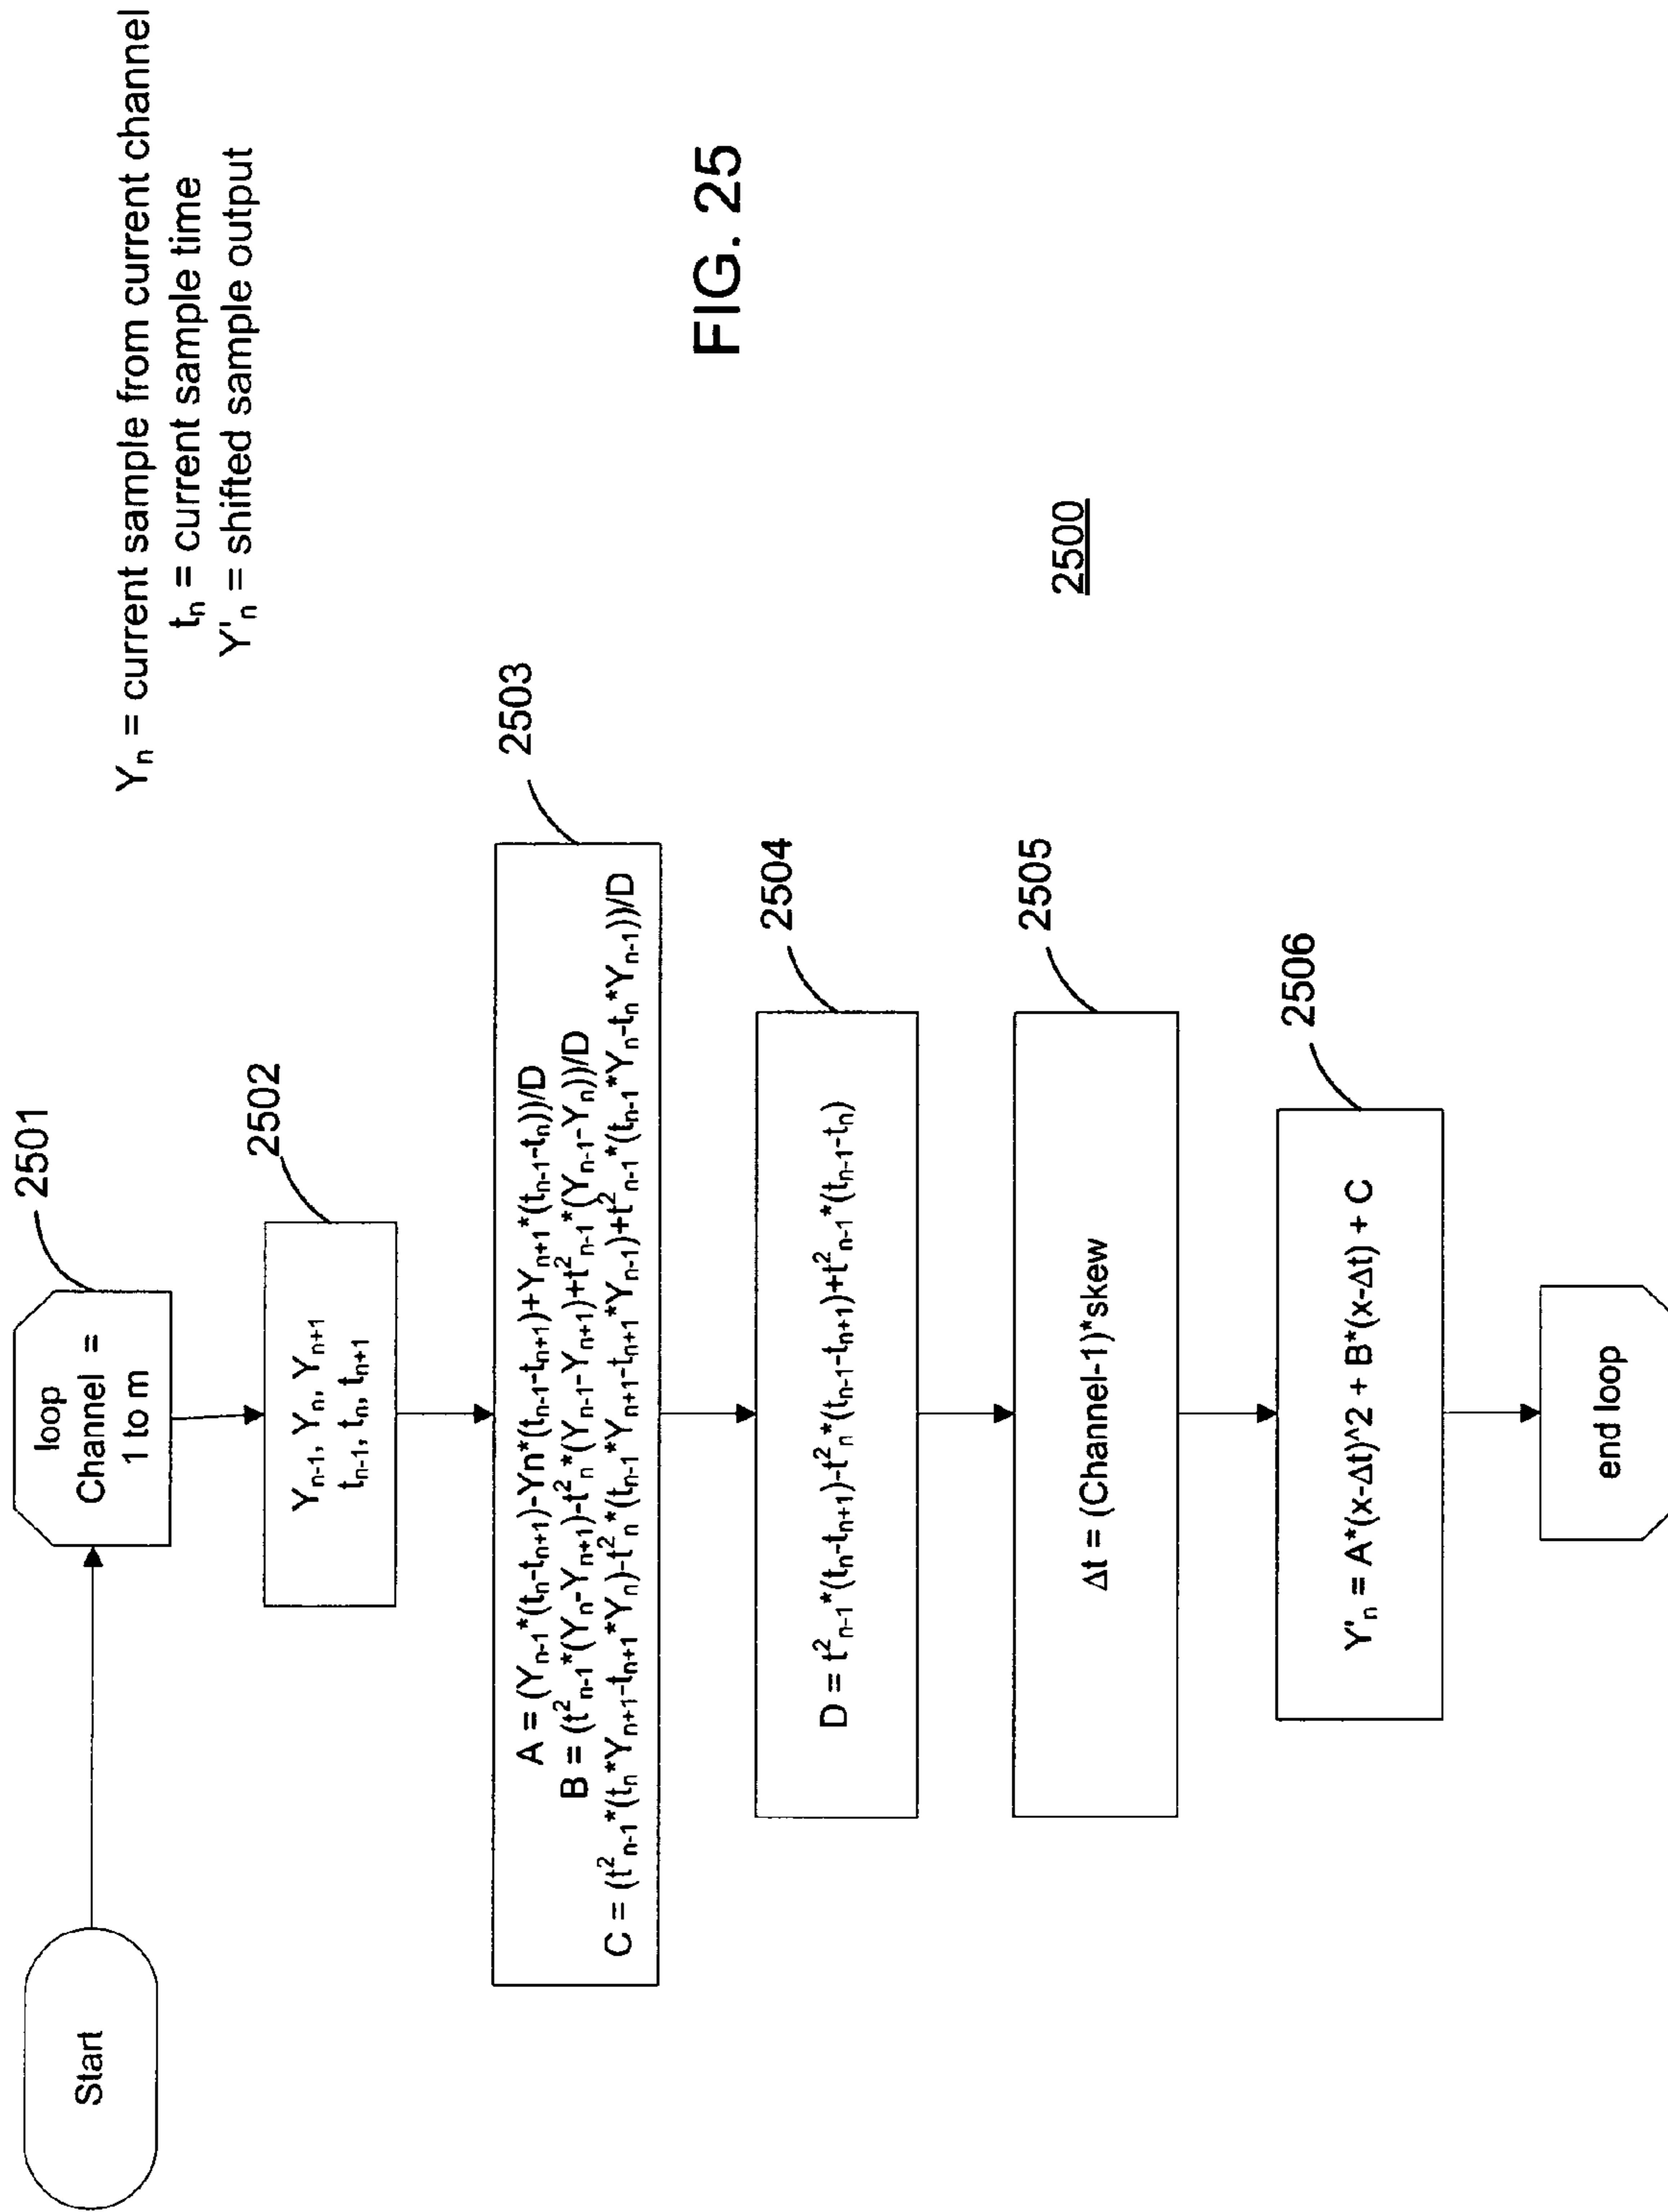 Yₙ = current sample from current channel
tₙ = current sample time
Y'ₙ = shifted sample output
Start
2501
loop
Channel =
1 to m
2502
Yₙ₋₁, Yₙ, Yₙ₊₁
tₙ₋₁, tₙ, tₙ₊₁
2503
A = (Yₙ₋₁*(tₙ-tₙ₊₁)-Yn*(tₙ₋₁-tₙ₊₁)+Yₙ₊₁*(tₙ₋₁-tₙ))/D
B = (t²ₙ₋₁*(Yₙ-Yₙ₊₁)-t²ₙ*(Yₙ₋₁-Yₙ₊₁)+t²ₙ₋₁*(Yₙ₋₁-Yₙ))/D
C = (t²ₙ₋₁*(tₙ*Yₙ₊₁-tₙ₊₁*Yₙ)-t²ₙ*(tₙ₋₁*Yₙ₊₁-tₙ₊₁*Yₙ₋₁)+t²ₙ₋₁*(tₙ₋₁*Yₙ-tₙ*Yₙ₋₁))/D
2504
D = t²ₙ₋₁*(tₙ-tₙ₊₁)-t²ₙ*(tₙ₋₁-tₙ₊₁)+t²ₙ₋₁*(tₙ₋₁-tₙ)
2505
Δt = (Channel-1)*skew
2506
Y'ₙ = A*(x-Δt)^2 + B*(x-Δt) + C
end loop
2500
FIG. 25